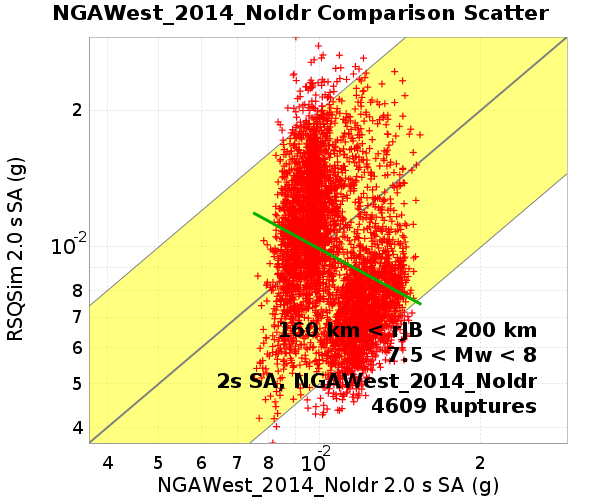 NGAWest_2014_NoIdr Comparison Scatter
RSQSim 2.0 s SA (g)
2
10-2
8
7
6
5
4
160 km < rJB < 200 km
7.5 < Mw < 8
2s SA, NGAWest_2014_NoIdr
4609 Ruptures
4 5 6 7 8 10-2 2
NGAWest_2014_NoIdr 2.0 s SA (g)